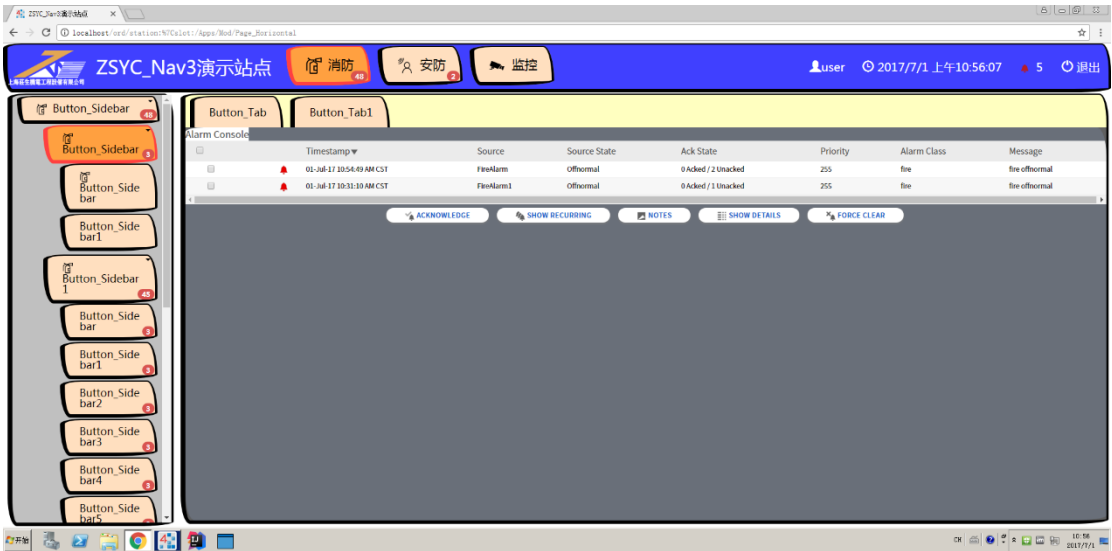 ZSYC_Nav3演示站点
localhost/ord/station:%7Cslot:/Apps/Mod/Page_Horizontal
ZSYC_Nav3演示站点
消防
48
安防
3
监控
user
2017/7/1 上午10:56:07
5
退出
Button_Sidebar
48
Button_Sidebar
3
Button_Side
bar
Button_Side
bar1
Button_Sidebar
1
45
Button_Side
bar
3
Button_Side
bar1
3
Button_Side
bar2
3
Button_Side
bar3
3
Button_Side
bar4
3
Button_Side
bar5
Button_Tab
Button_Tab1
Alarm Console
Timestamp Source Source State Ack State Priority Alarm Class Message
01-Jul-17 10:54:49 AM CST FireAlarm Offnormal 0 Acked / 2 Unacked 255 fire fire offnormal
01-Jul-17 10:31:10 AM CST FireAlarm1 Offnormal 0 Acked / 1 Unacked 255 fire fire offnormal
ACKNOWLEDGE
SHOW RECURRING
NOTES
SHOW DETAILS
FORCE CLEAR
开始
CH
10:56
2017/7/1